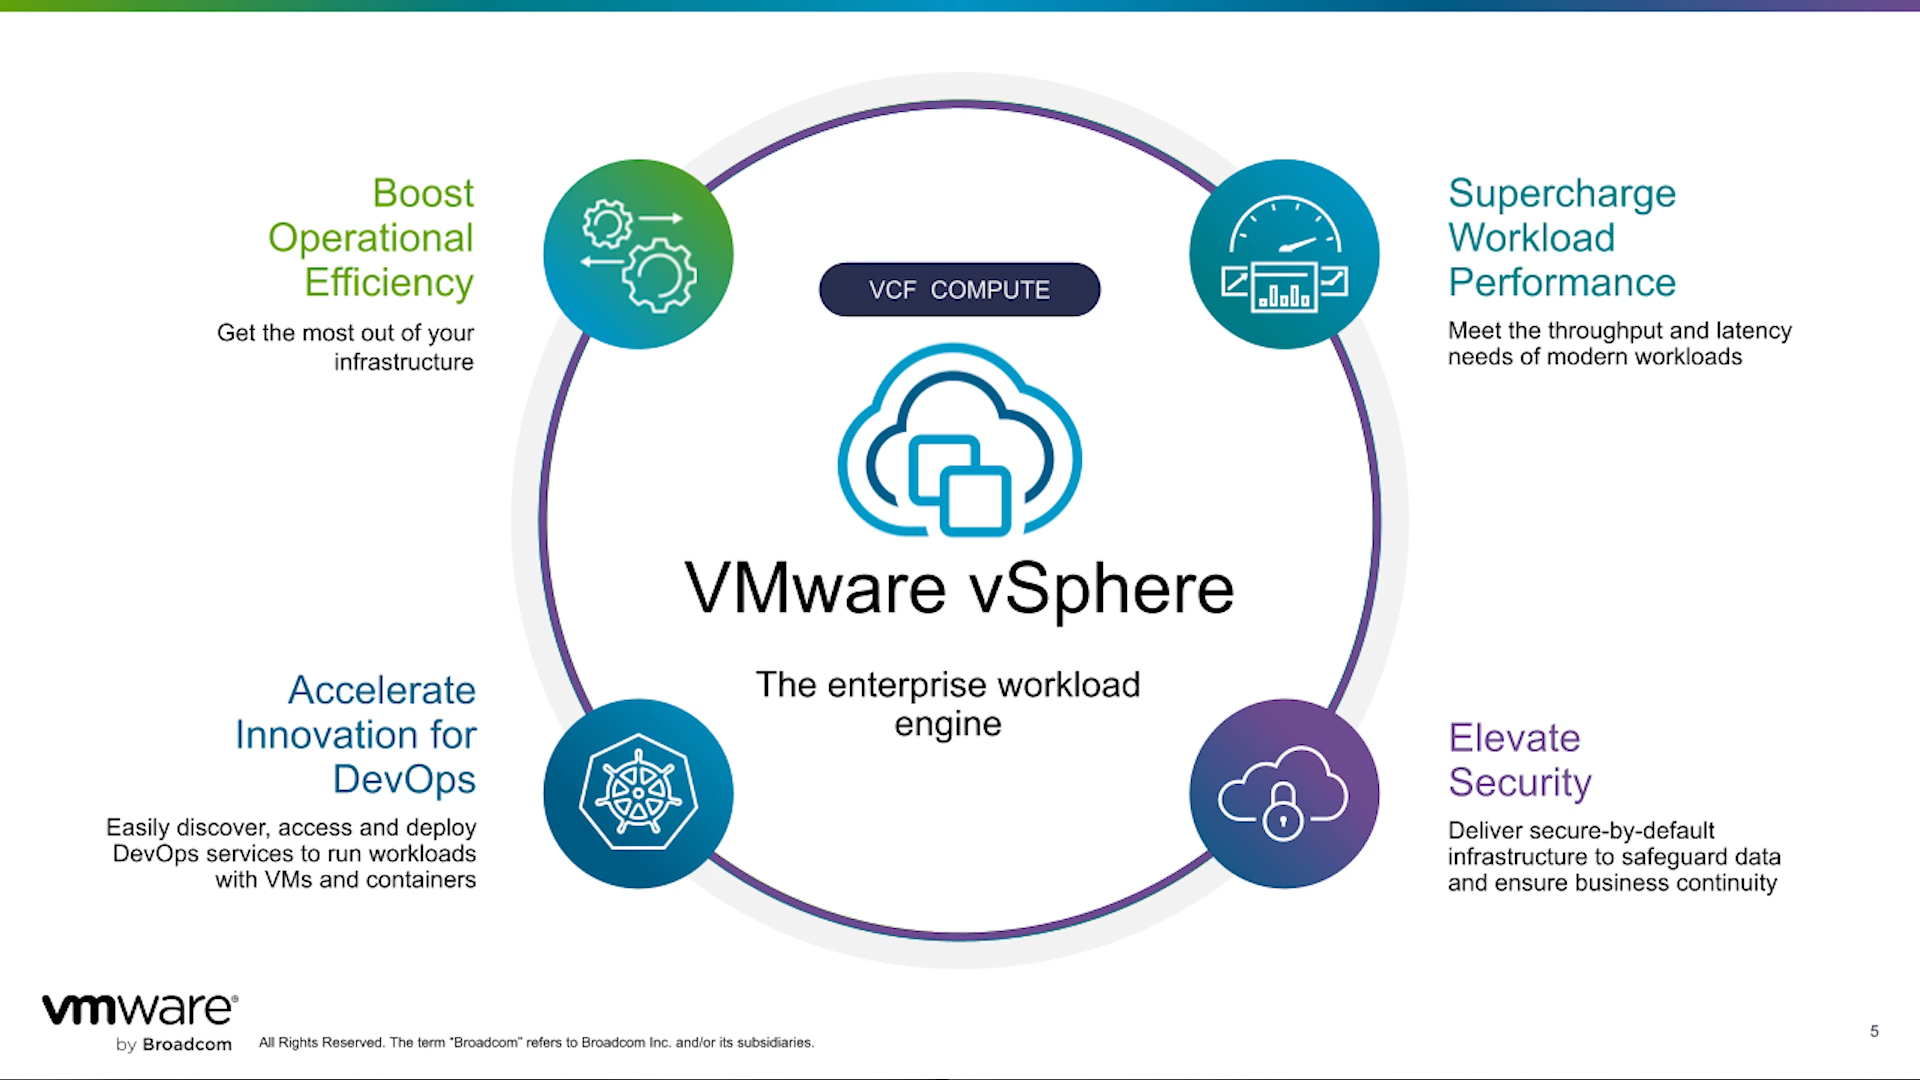 Boost
Operational
Efficiency
Get the most out of your
infrastructure
Supercharge
Workload
Performance
Meet the throughput and latency
needs of modern workloads
VCF COMPUTE
VMware vSphere
The enterprise workload
engine
Accelerate
Innovation for
DevOps
Easily discover, access and deploy
DevOps services to run workloads
with VMs and containers
Elevate
Security
Deliver secure-by-default
infrastructure to safeguard data
and ensure business continuity
vmware®
by Broadcom
All Rights Reserved. The term “Broadcom” refers to Broadcom Inc. and/or its subsidiaries.
5